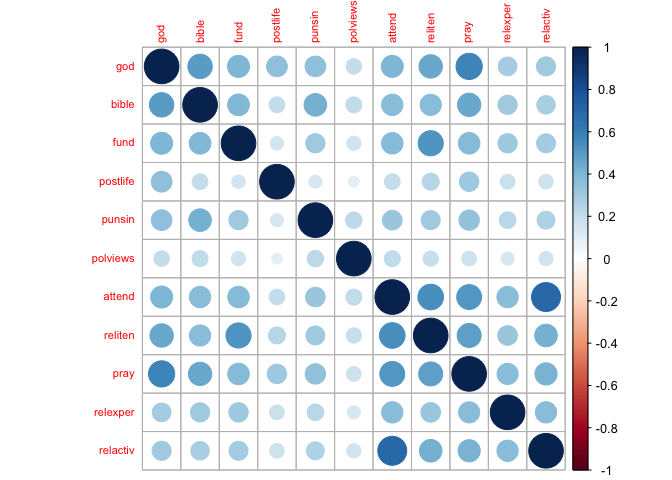 god
bible
fund
postlife
punsin
polviews
attend
reliten
pray
relexper
relactiv
god
bible
fund
postlife
punsin
polviews
attend
reliten
pray
relexper
relactiv
1
0.8
0.6
0.4
0.2
0
-0.2
-0.4
-0.6
-0.8
-1